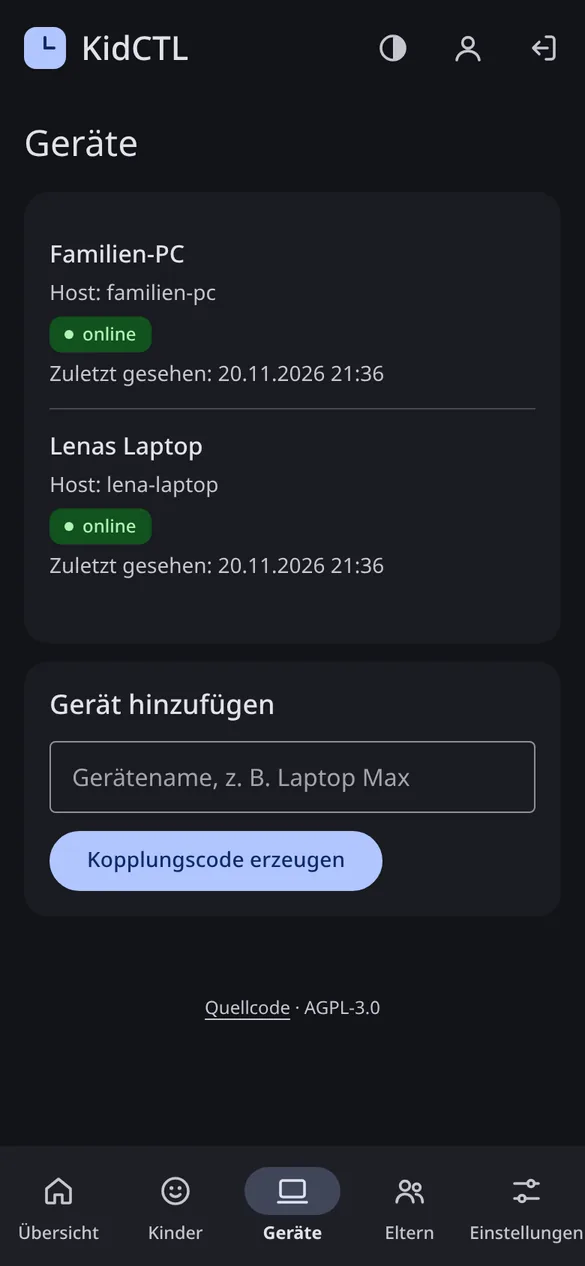 KidCTL
Geräte
Familien-PC
Host: familien-pc
online
Zuletzt gesehen: 20.11.2026 21:36
Lenas Laptop
Host: lena-laptop
online
Zuletzt gesehen: 20.11.2026 21:36
Gerät hinzufügen
Gerätename, z. B. Laptop Max
Kopplungscode erzeugen
Quellcode · AGPL-3.0
Übersicht Kinder Geräte Eltern Einstellungen